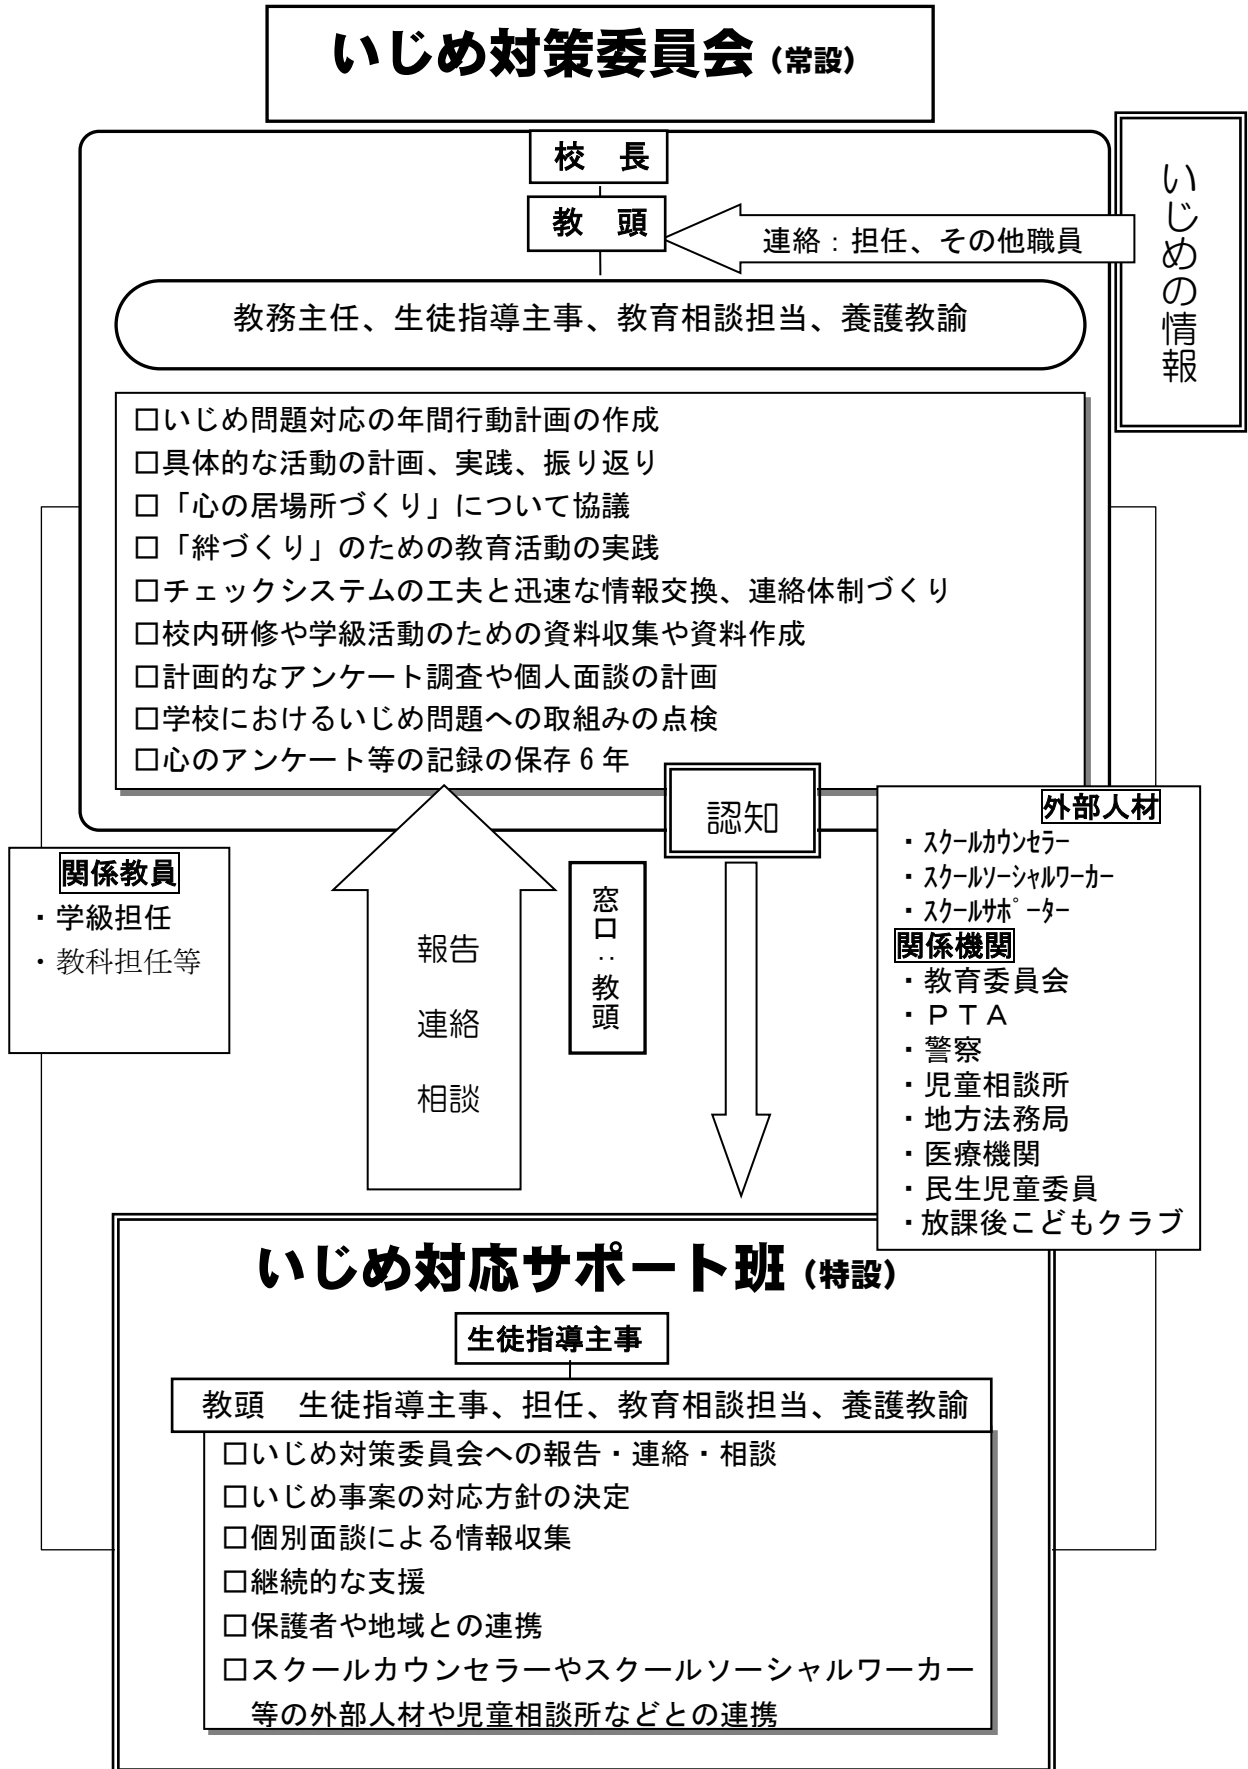 いじめ対策委員会（常設）
校　長
教　頭
連絡：担任、その他職員
いじめの情報
教務主任、生徒指導主事、教育相談担当、養護教諭
□いじめ問題対応の年間行動計画の作成
□具体的な活動の計画、実践、振り返り
□「心の居場所づくり」について協議
□「絆づくり」のための教育活動の実践
□チェックシステムの工夫と迅速な情報交換、連絡体制づくり
□校内研修や学級活動のための資料収集や資料作成
□計画的なアンケート調査や個人面談の計画
□学校におけるいじめ問題への取組みの点検
□心のアンケート等の記録の保存６年
認知
関係教員
・学級担任
・教科担任等
報告
連絡
相談
窓口：教頭
外部人材
・ｽｸｰﾙｶｳﾝｾﾗｰ
・ｽｸｰﾙｿｰｼｬﾙﾜｰｶｰ
・ｽｸｰﾙｻﾎﾟｰﾀｰ
関係機関
・教育委員会
・ＰＴＡ
・警察
・児童相談所
・地方法務局
・医療機関
・民生児童委員
・放課後こどもクラブ
いじめ対応サポート班（特設）
生徒指導主事
教頭　生徒指導主事、担任、教育相談担当、養護教諭
□いじめ対策委員会への報告・連絡・相談
□いじめ事案の対応方針の決定
□個別面談による情報収集
□継続的な支援
□保護者や地域との連携
□スクールカウンセラーやスクールソーシャルワーカー
等の外部人材や児童相談所などとの連携